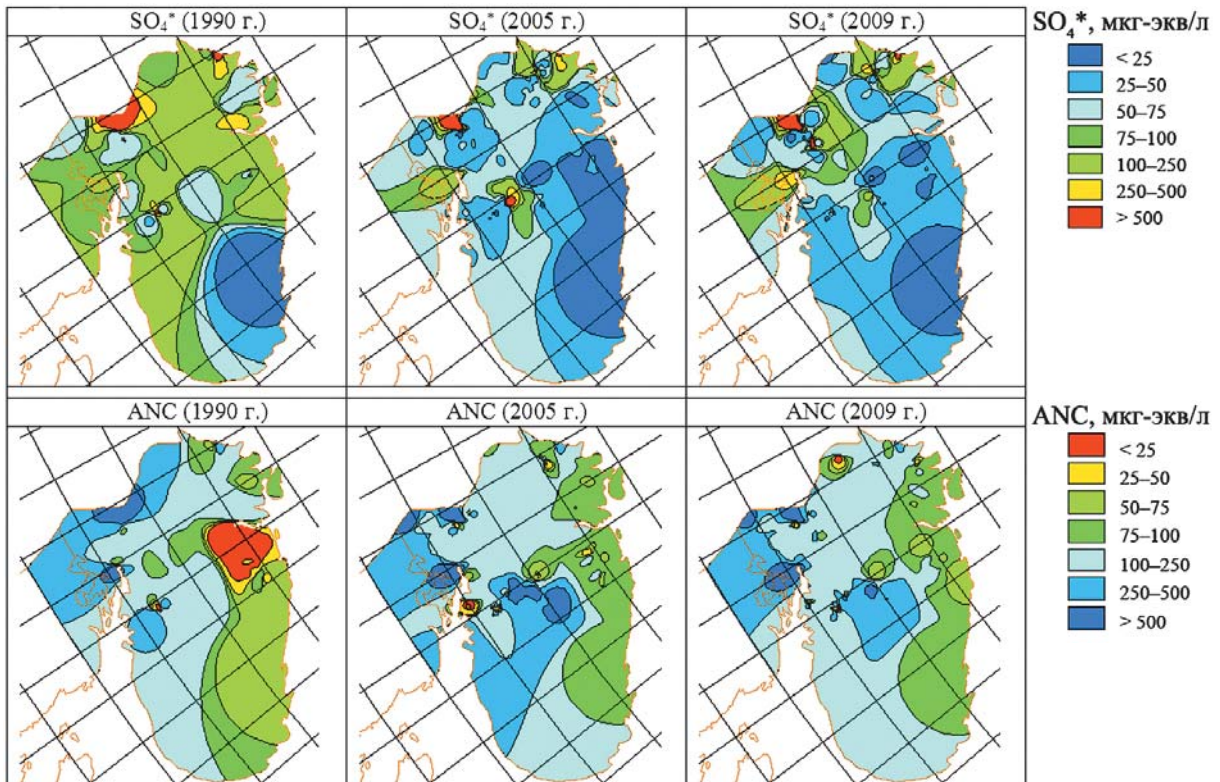 SO₄* (1990 г.)
SO₄* (2005 г.)
SO₄* (2009 г.)
SO₄*, мкг-экв/л
< 25
25–50
50–75
75–100
100–250
250–500
> 500
ANC (1990 г.)
ANC (2005 г.)
ANC (2009 г.)
ANC, мкг-экв/л
< 25
25–50
50–75
75–100
100–250
250–500
> 500